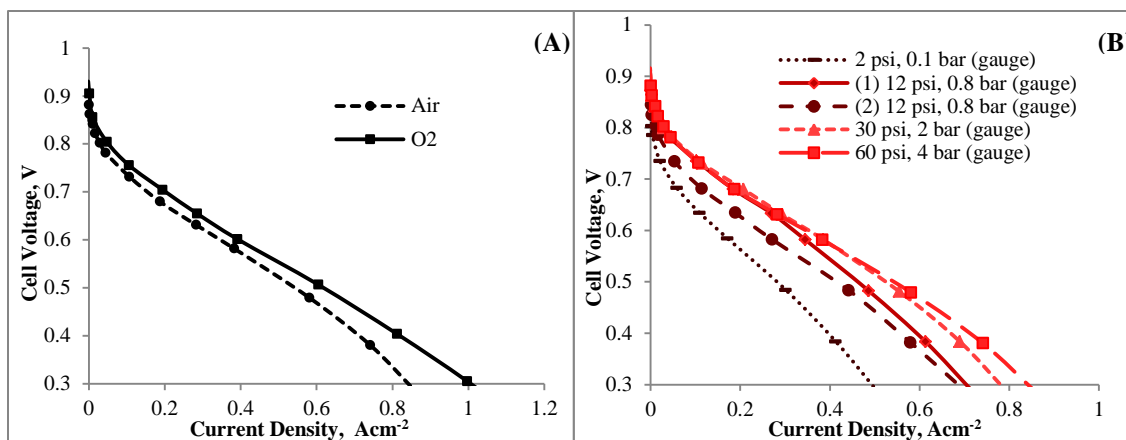 (A)
1
0.9
0.8
0.7
0.6
0.5
0.4
0.3
Cell Voltage, V
Air
O2
0 0.2 0.4 0.6 0.8 1 1.2
Current Density, Acm-2
(B)
1
0.9
0.8
0.7
0.6
0.5
0.4
0.3
Cell Voltage, V
2 psi, 0.1 bar (gauge)
(1) 12 psi, 0.8 bar (gauge)
(2) 12 psi, 0.8 bar (gauge)
30 psi, 2 bar (gauge)
60 psi, 4 bar (gauge)
0 0.2 0.4 0.6 0.8 1
Current Density, Acm-2